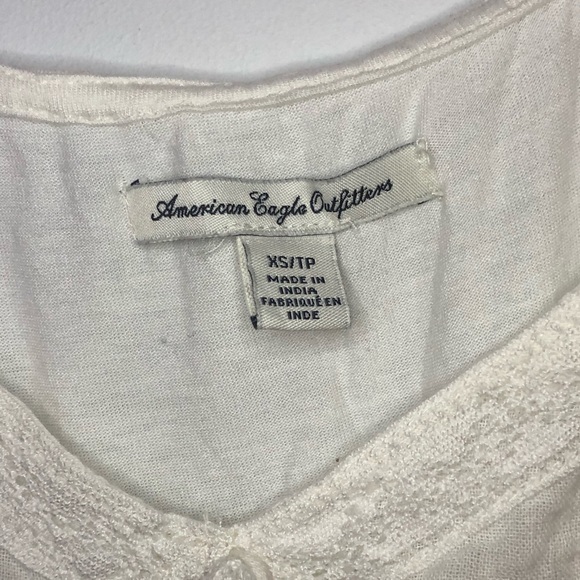 American Eagle Outfitters
XS/TP
MADE IN
INDIA
FABRIQUÉ EN
INDE